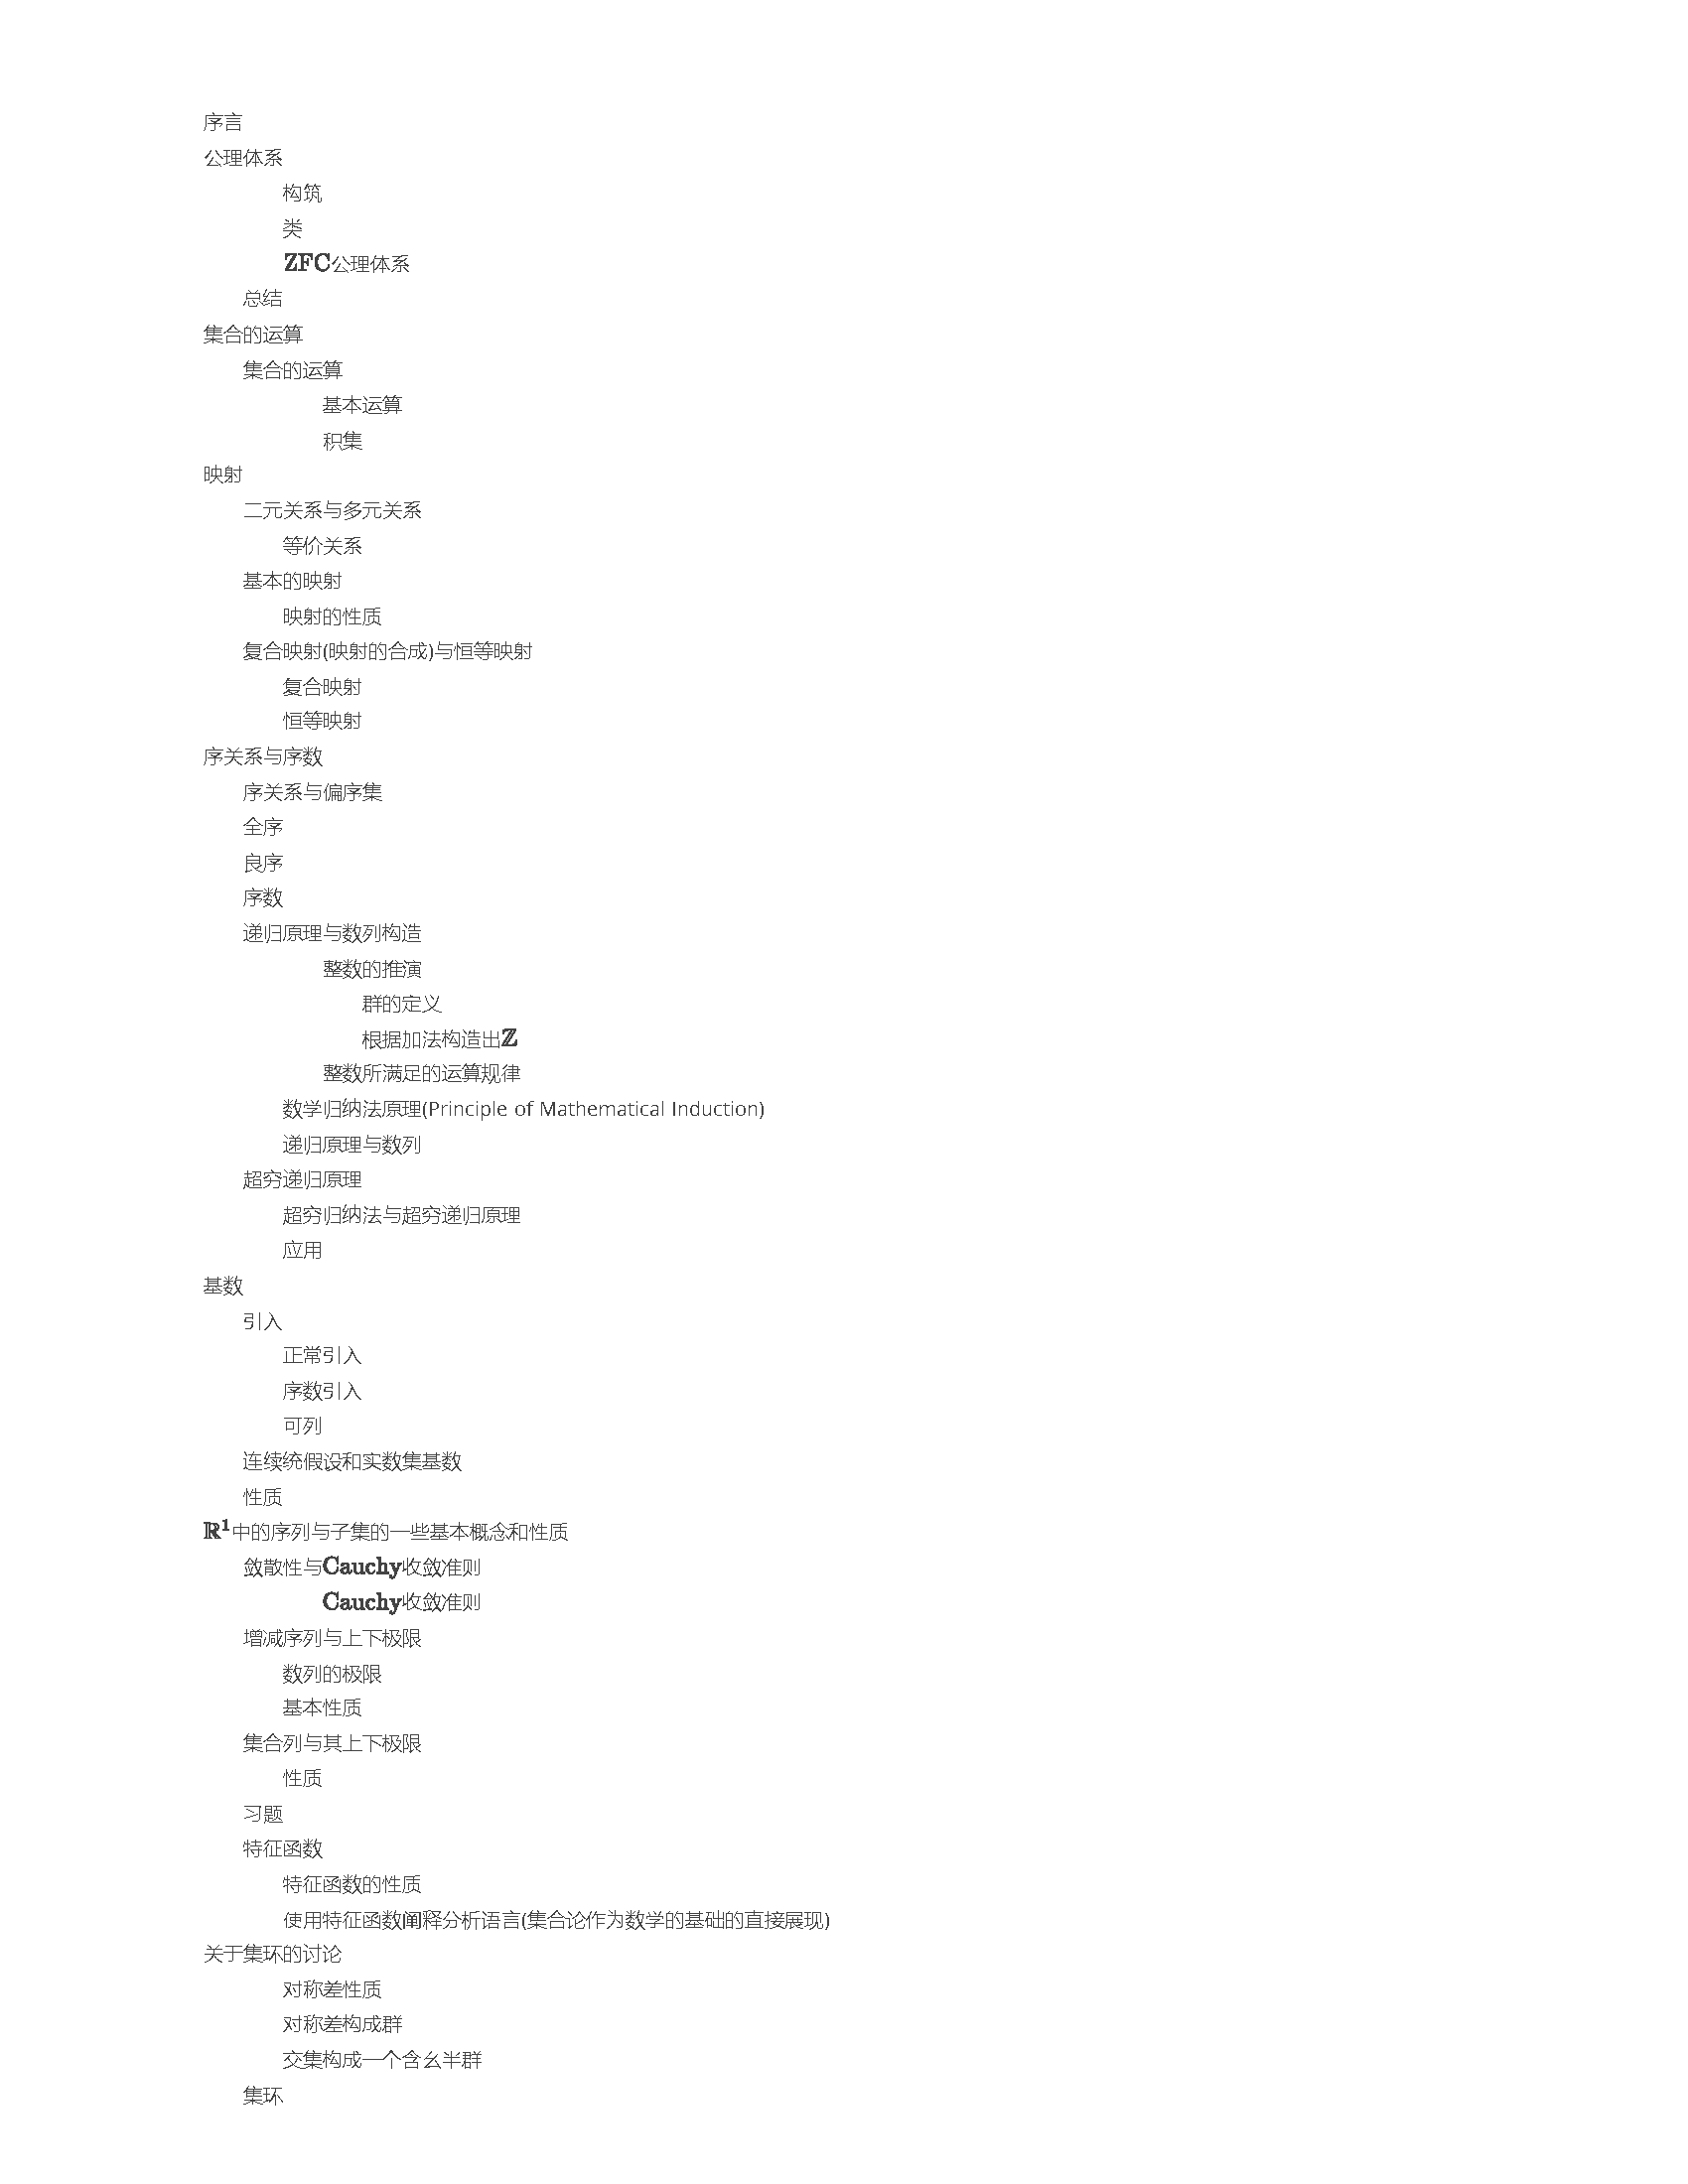 序言
公理体系
构筑
类
ZFC公理体系
总结
集合的运算
集合的运算
基本运算
积集
映射
二元关系与多元关系
等价关系
基本的映射
映射的性质
复合映射(映射的合成)与恒等映射
复合映射
恒等映射
序关系与序数
序关系与偏序集
全序
良序
序数
递归原理与数列构造
整数的推演
群的定义
根据加法构造出ℤ
整数所满足的运算规律
数学归纳法原理(Principle of Mathematical Induction)
递归原理与数列
超穷递归原理
超穷归纳法与超穷递归原理
应用
基数
引入
正常引入
序数引入
可列
连续统假设和实数集基数
性质
ℝ¹中的序列与子集的一些基本概念和性质
敛散性与Cauchy收敛准则
Cauchy收敛准则
增减序列与上下极限
数列的极限
基本性质
集合列与其上下极限
性质
习题
特征函数
特征函数的性质
使用特征函数阐释分析语言(集合论作为数学的基础的直接展现)
关于集环的讨论
对称差性质
对称差构成群
交集构成一个含幺半群
集环